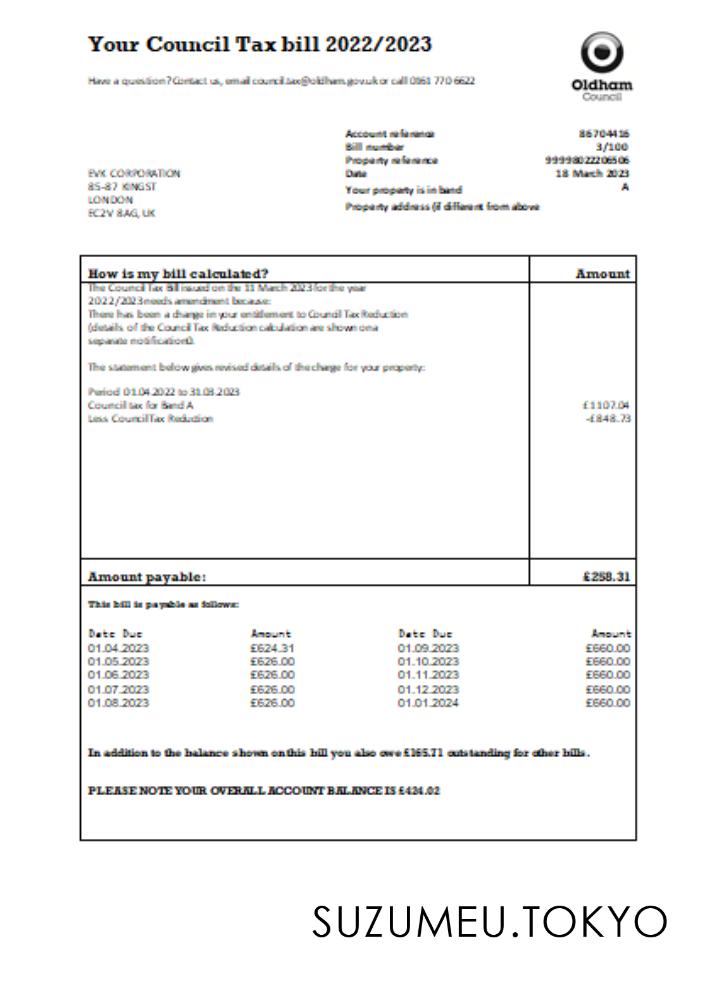 Your Council Tax bill 2022/2023
Have a question? Contact us, email council.tax@oldham.gov.uk or call 0161 770 6622
Oldham
Council
Account reference 86704416
Bill number 3/100
Property reference 99998022206506
Date 18 March 2023
Your property is in band A
Property address (if different from above
EVK CORPORATION
85-87 KINGST
LONDON
EC2V 8AG, UK
How is my bill calculated? Amount
The Council Tax Bill issued on the 11 March 2023 for the year
2022/2023 needs amendment because:
There has been a change in your entitlement to Council Tax Reduction
(details of the Council Tax Reduction calculation are shown on a
separate notification).
The statement below gives revised details of the charge for your property:
Period 01.04.2022 to 31.03.2023
Council tax for Band A £1107.04
Less Council Tax Reduction -£848.73
Amount payable: £258.31
This bill is payable as follows:
Date Due Amount Date Due Amount
01.04.2023 £624.31 01.09.2023 £660.00
01.05.2023 £626.00 01.10.2023 £660.00
01.06.2023 £626.00 01.11.2023 £660.00
01.07.2023 £626.00 01.12.2023 £660.00
01.08.2023 £626.00 01.01.2024 £660.00
In addition to the balance shown on this bill you also owe £165.71 outstanding for other bills.
PLEASE NOTE YOUR OVERALL ACCOUNT BALANCE IS £424.02
SUZUMEU.TOKYO